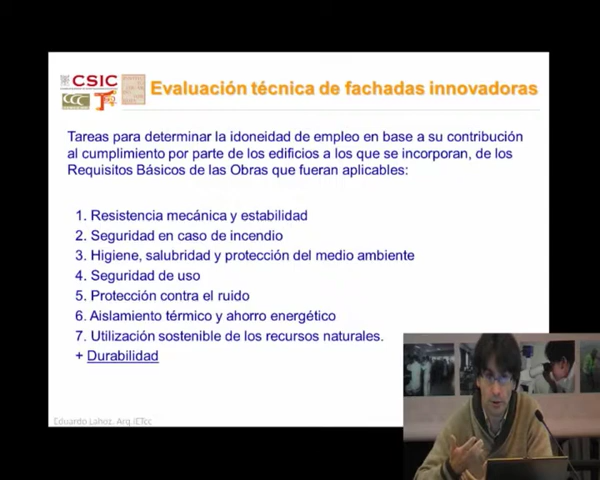 CSIC
Evaluación técnica de fachadas innovadoras
Tareas para determinar la idoneidad de empleo en base a su contribución
al cumplimiento por parte de los edificios a los que se incorporan, de los
Requisitos Básicos de las Obras que fueran aplicables:
1. Resistencia mecánica y estabilidad
2. Seguridad en caso de incendio
3. Higiene, salubridad y protección del medio ambiente
4. Seguridad de uso
5. Protección contra el ruido
6. Aislamiento térmico y ahorro energético
7. Utilización sostenible de los recursos naturales.
+ Durabilidad
Eduardo Lahoz, Arq.IETcc